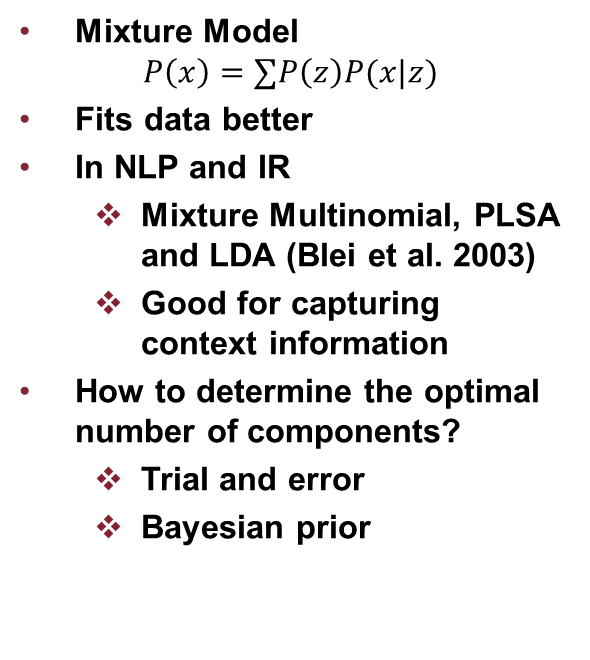 • Mixture Model
P(x) = ∑P(z)P(x|z)
• Fits data better
• In NLP and IR
❖ Mixture Multinomial, PLSA
and LDA (Blei et al. 2003)
❖ Good for capturing
context information
• How to determine the optimal
number of components?
❖ Trial and error
❖ Bayesian prior